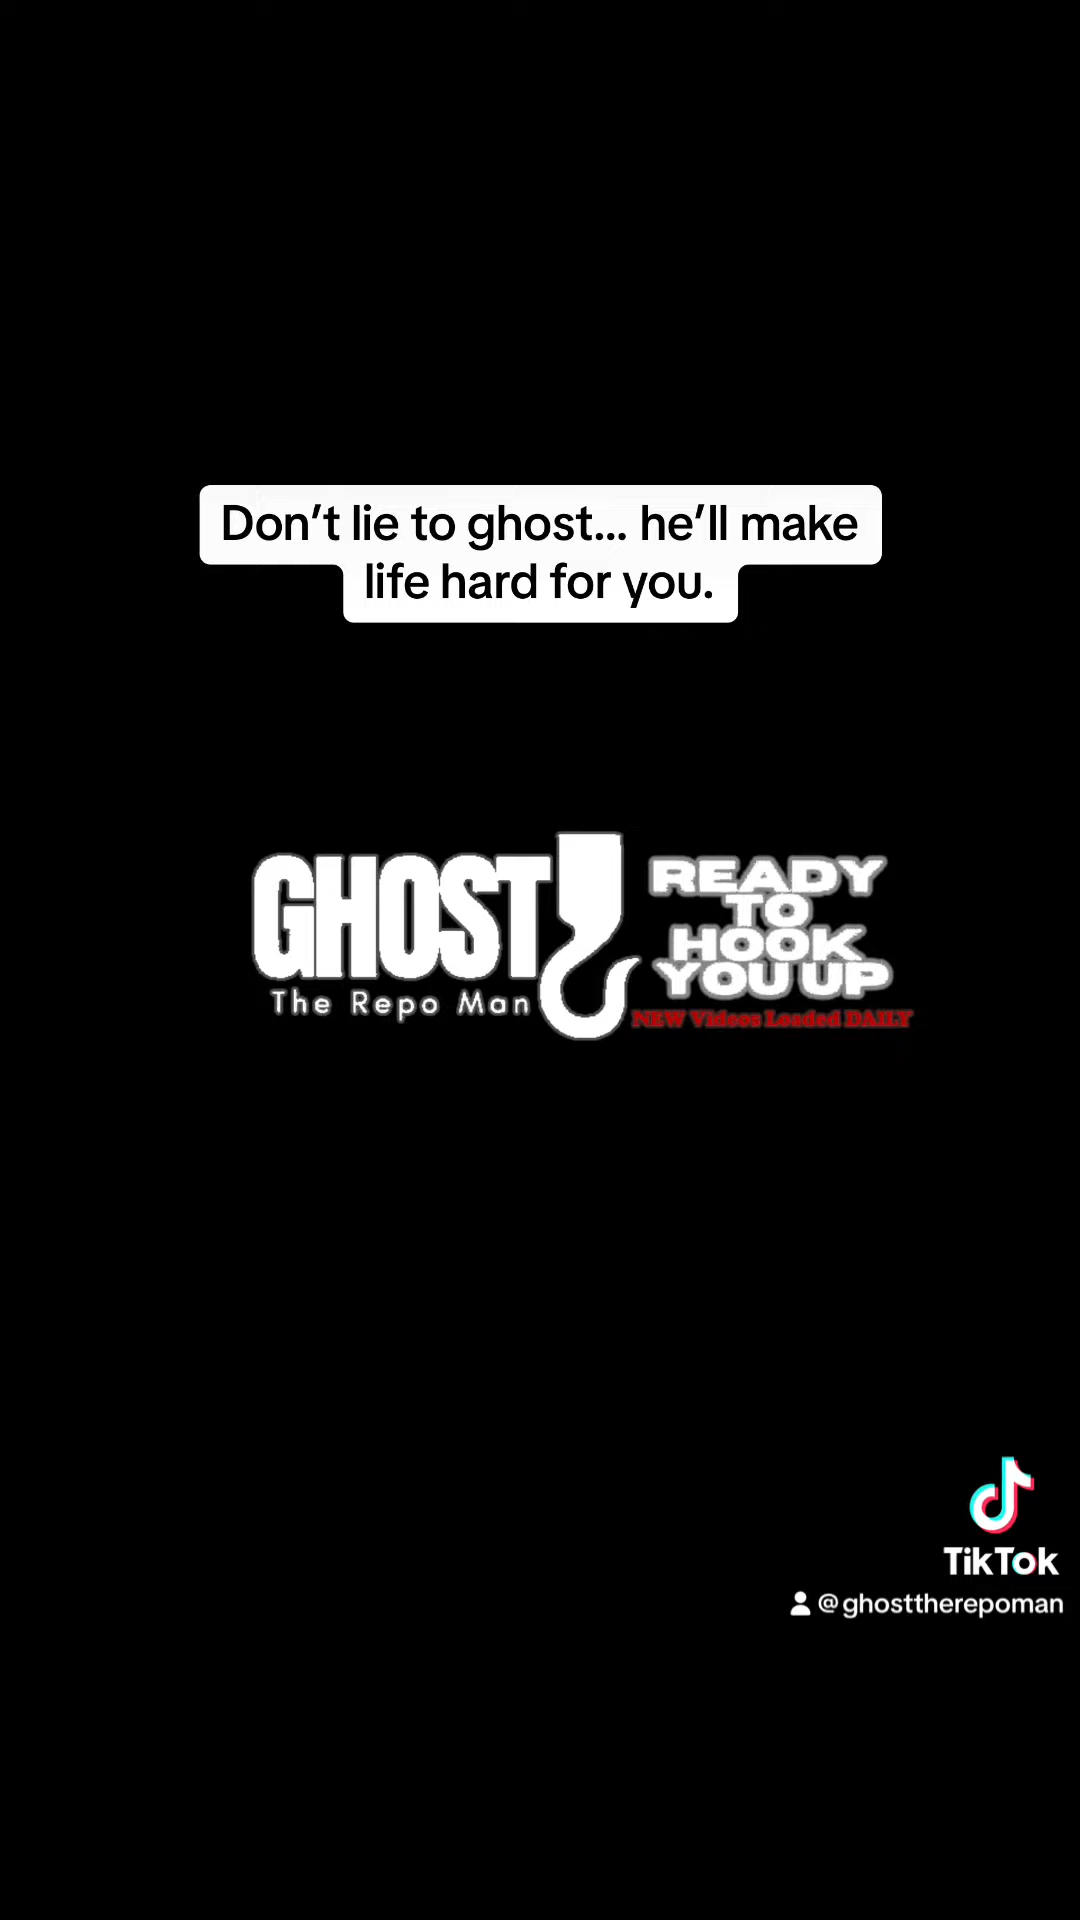 Don’t lie to ghost... he’ll make
life hard for you.
GHOST
The Repo Man
READY
TO
HOOK
YOU UP
NEW Videos Loaded DAILY
TikTok
@ghosttherepoman